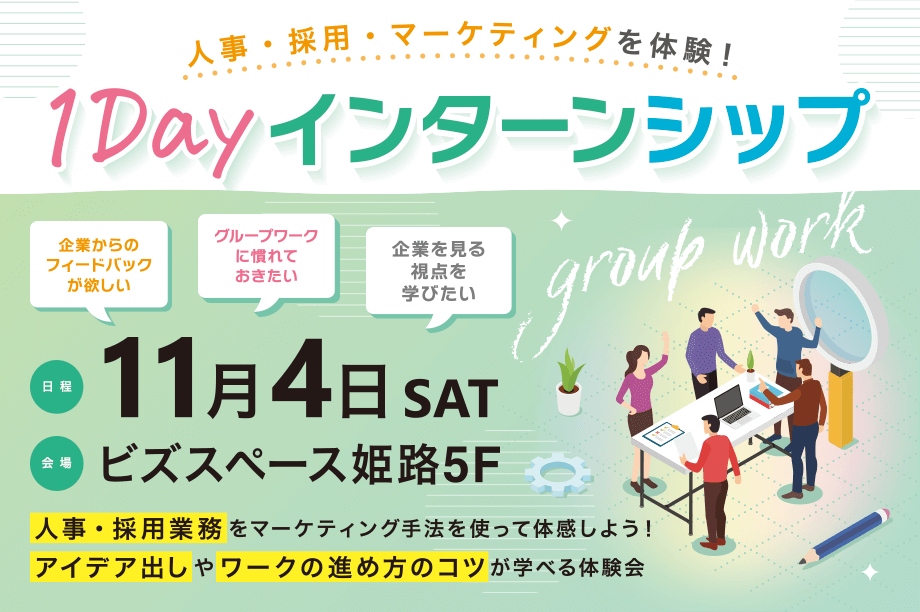 人事・採用・マーケティングを体験！
1Dayインターンシップ
企業からの
フィードバック
が欲しい
グループワーク
に慣れて
おきたい
企業を見る
視点を
学びたい
group work
日程 11月4日 SAT
会場 ビズスペース姫路5F
人事・採用業務をマーケティング手法を使って体感しよう！
アイデア出しやワークの進め方のコツが学べる体験会